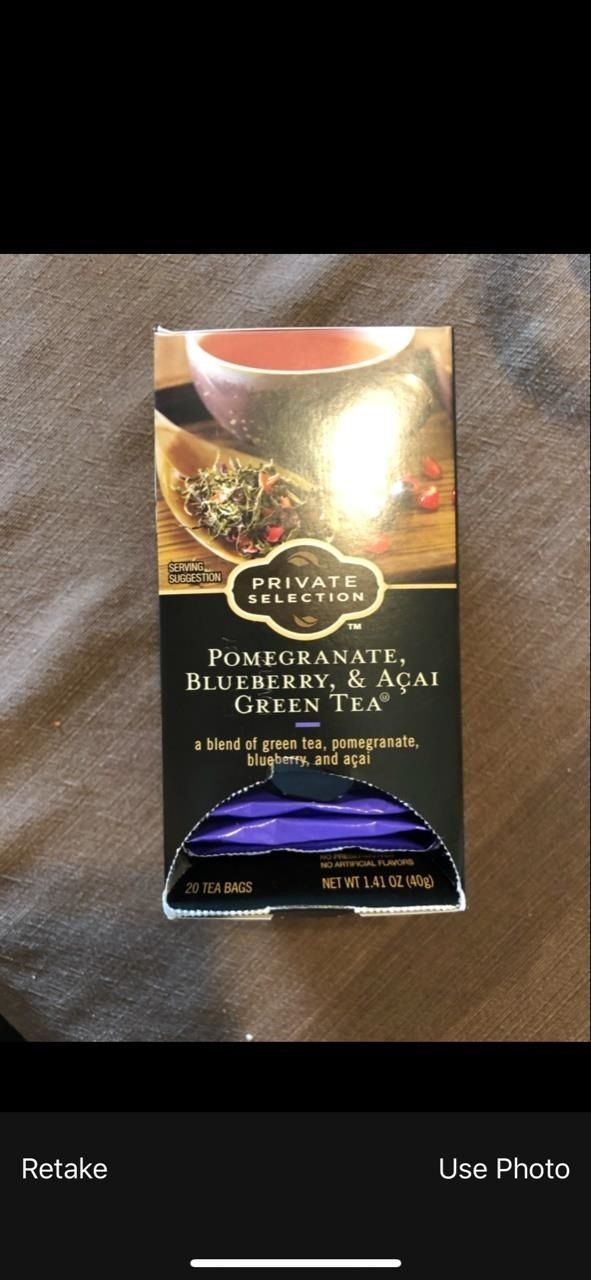 SERVING
SUGGESTION
PRIVATE
SELECTION
TM
POMEGRANATE,
BLUEBERRY, & AÇAI
GREEN TEA
a blend of green tea, pomegranate,
blueberry, and açai
NO ARTIFICIAL FLAVORS
20 TEA BAGS
NET WT 1.41 OZ (40g)
Retake
Use Photo